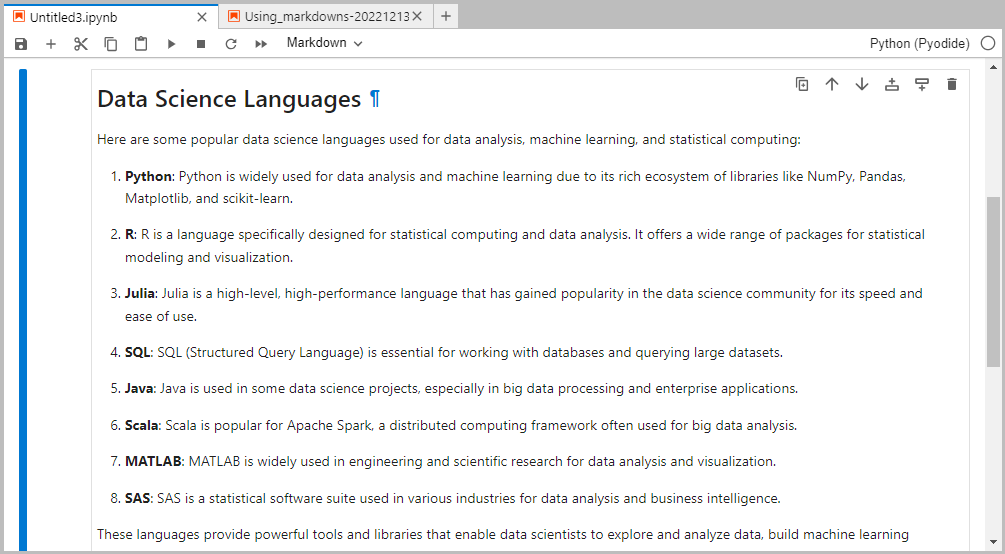 Untitled3.ipynb
Using_markdowns-20221213
Markdown
Python (Pyodide)
Data Science Languages ¶
Here are some popular data science languages used for data analysis, machine learning, and statistical computing:
1. Python: Python is widely used for data analysis and machine learning due to its rich ecosystem of libraries like NumPy, Pandas,
Matplotlib, and scikit-learn.
2. R: R is a language specifically designed for statistical computing and data analysis. It offers a wide range of packages for statistical
modeling and visualization.
3. Julia: Julia is a high-level, high-performance language that has gained popularity in the data science community for its speed and
ease of use.
4. SQL: SQL (Structured Query Language) is essential for working with databases and querying large datasets.
5. Java: Java is used in some data science projects, especially in big data processing and enterprise applications.
6. Scala: Scala is popular for Apache Spark, a distributed computing framework often used for big data analysis.
7. MATLAB: MATLAB is widely used in engineering and scientific research for data analysis and visualization.
8. SAS: SAS is a statistical software suite used in various industries for data analysis and business intelligence.
These languages provide powerful tools and libraries that enable data scientists to explore and analyze data, build machine learning